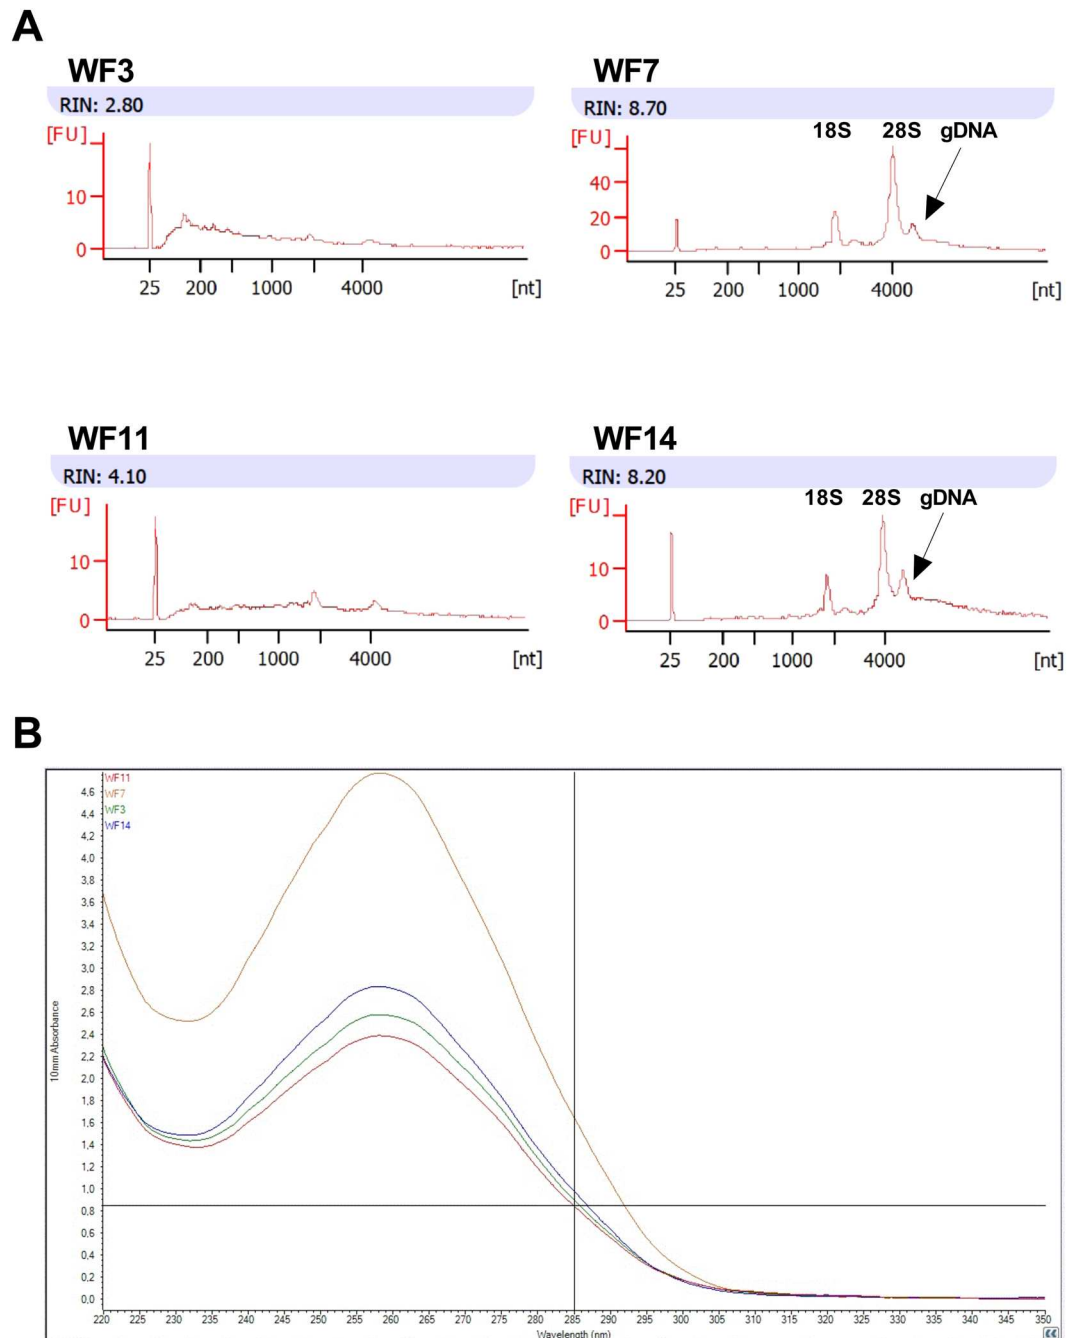 A
WF3
RIN: 2.80
[FU]
10
0
25 200 1000 4000 [nt]
WF7
RIN: 8.70
[FU]
18S 28S gDNA
40
20
0
25 200 1000 4000 [nt]
WF11
RIN: 4.10
[FU]
10
0
25 200 1000 4000 [nt]
WF14
RIN: 8.20
[FU]
18S 28S gDNA
10
0
25 200 1000 4000 [nt]
B
WF11
WF7
WF3
WF14
10mm Absorbance
4,6
4,4
4,2
4,0
3,8
3,6
3,4
3,2
3,0
2,8
2,6
2,4
2,2
2,0
1,8
1,6
1,4
1,2
1,0
0,8
0,6
0,4
0,2
0,0
220 225 230 235 240 245 250 255 260 265 270 275 280 285 290 295 300 305 310 315 320 325 330 335 340 345 350
Wavelength (nm)